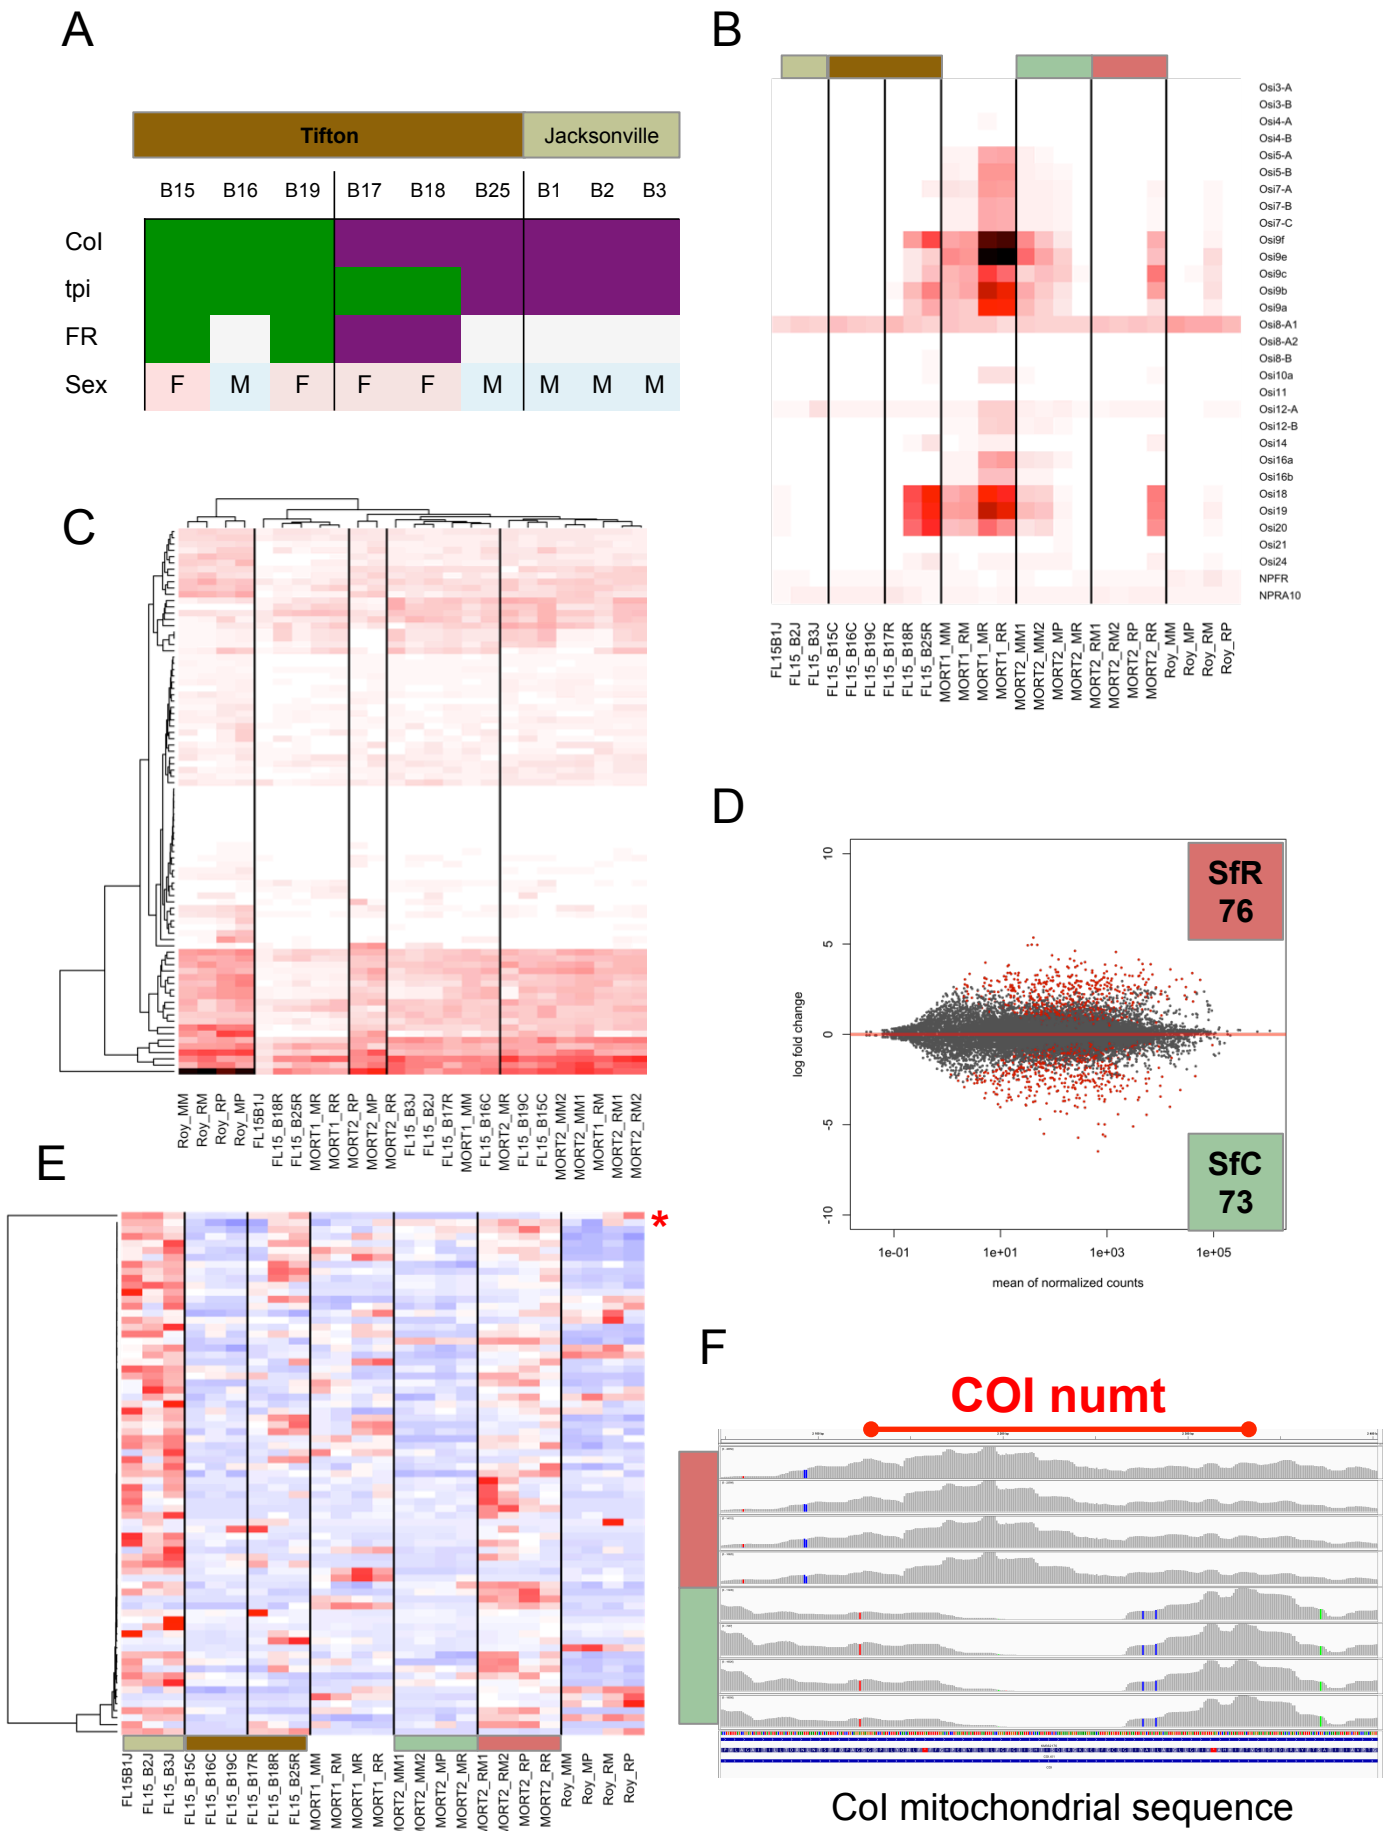 A
Tifton Jacksonville
B15 B16 B19 B17 B18 B25 B1 B2 B3
CoI
tpi
FR
Sex F M F F F M M M M
B
Osi3-A
Osi3-B
Osi4-A
Osi4-B
Osi5-A
Osi5-B
Osi7-A
Osi7-B
Osi7-C
Osi9f
Osi9e
Osi9c
Osi9b
Osi9a
Osi8-A1
Osi8-A2
Osi8-B
Osi10a
Osi11
Osi12-A
Osi12-B
Osi14
Osi16a
Osi16b
Osi18
Osi19
Osi20
Osi21
Osi24
NPFR
NPRA10
FL15B1J
FL15_B2J
FL15_B3J
FL15_B15C
FL15_B16C
FL15_B19C
FL15_B17R
FL15_B18R
FL15_B25R
MORT1_MM
MORT1_RM
MORT1_MR
MORT1_RR
MORT2_MM1
MORT2_MM2
MORT2_MP
MORT2_MR
MORT2_RM1
MORT2_RM2
MORT2_RP
MORT2_RR
Roy_MM
Roy_MP
Roy_RM
Roy_RP
C
Roy_MM
Roy_RM
Roy_RP
Roy_MP
FL15B1J
FL15_B18R
FL15_B25R
MORT1_MR
MORT1_RR
MORT2_RP
MORT2_MP
MORT2_RR
FL15_B3J
FL15_B2J
FL15_B17R
MORT1_MM
FL15_B16C
MORT2_MR
FL15_B19C
FL15_B15C
MORT2_MM2
MORT2_MM1
MORT1_RM
MORT2_RM1
MORT2_RM2
D
SfR
76
SfC
73
log fold change
10
5
0
-5
-10
1e-01 1e+01 1e+03 1e+05
mean of normalized counts
E
*
FL15B1J
FL15_B2J
FL15_B3J
FL15_B15C
FL15_B16C
FL15_B19C
FL15_B17R
FL15_B18R
FL15_B25R
MORT1_MM
MORT1_RM
MORT1_MR
MORT1_RR
MORT2_MM1
MORT2_MM2
MORT2_MP
MORT2_MR
MORT2_RM1
MORT2_RM2
MORT2_RP
MORT2_RR
Roy_MM
Roy_MP
Roy_RM
Roy_RP
F
COI numt
CoI mitochondrial sequence